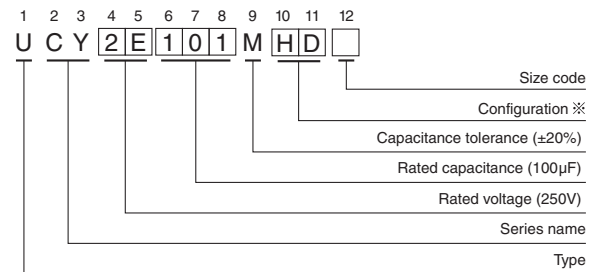 1 2 3 4 5 6 7 8 9 10 11 12
U C Y 2 E 1 0 1 M H D
Size code
Configuration ※
Capacitance tolerance (±20%)
Rated capacitance (100µF)
Rated voltage (250V)
Series name
Type